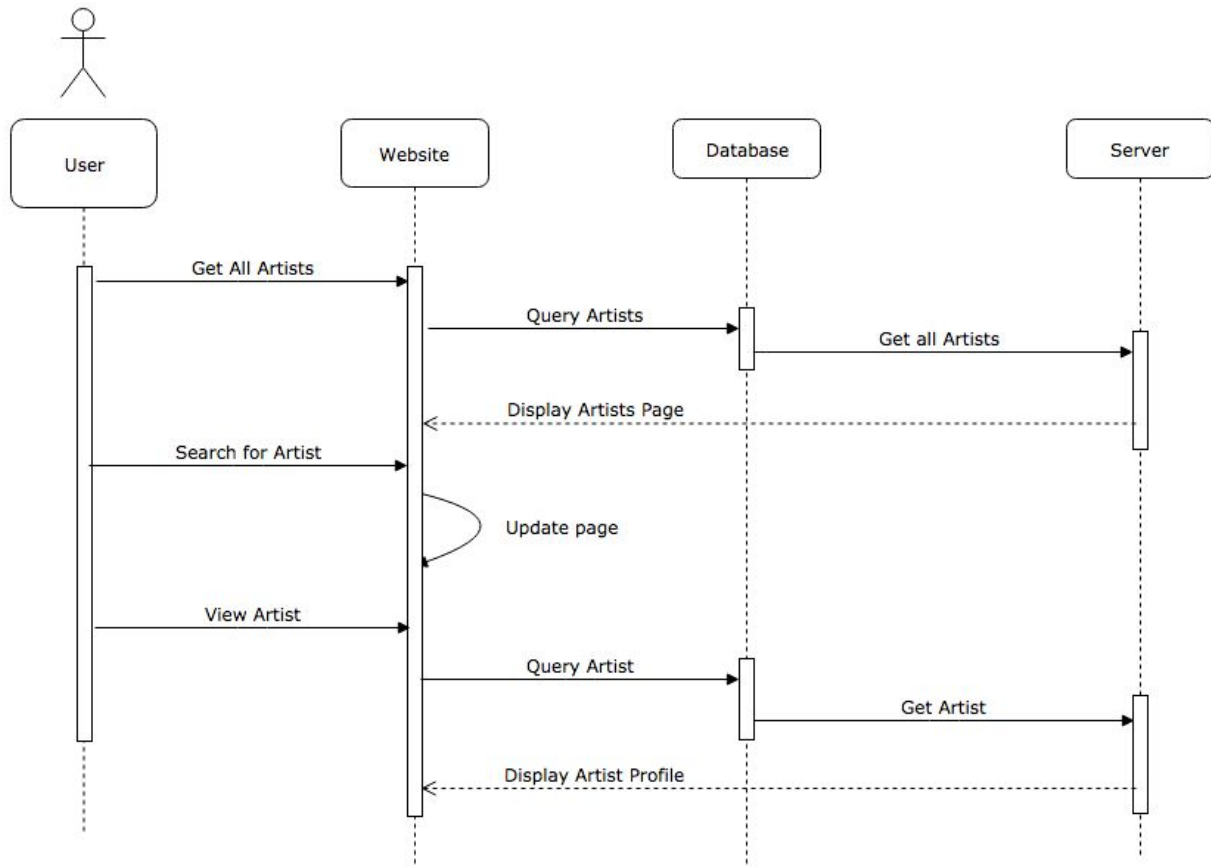 User
Website
Database
Server
Get All Artists
Query Artists
Get all Artists
Display Artists Page
Search for Artist
Update page
View Artist
Query Artist
Get Artist
Display Artist Profile